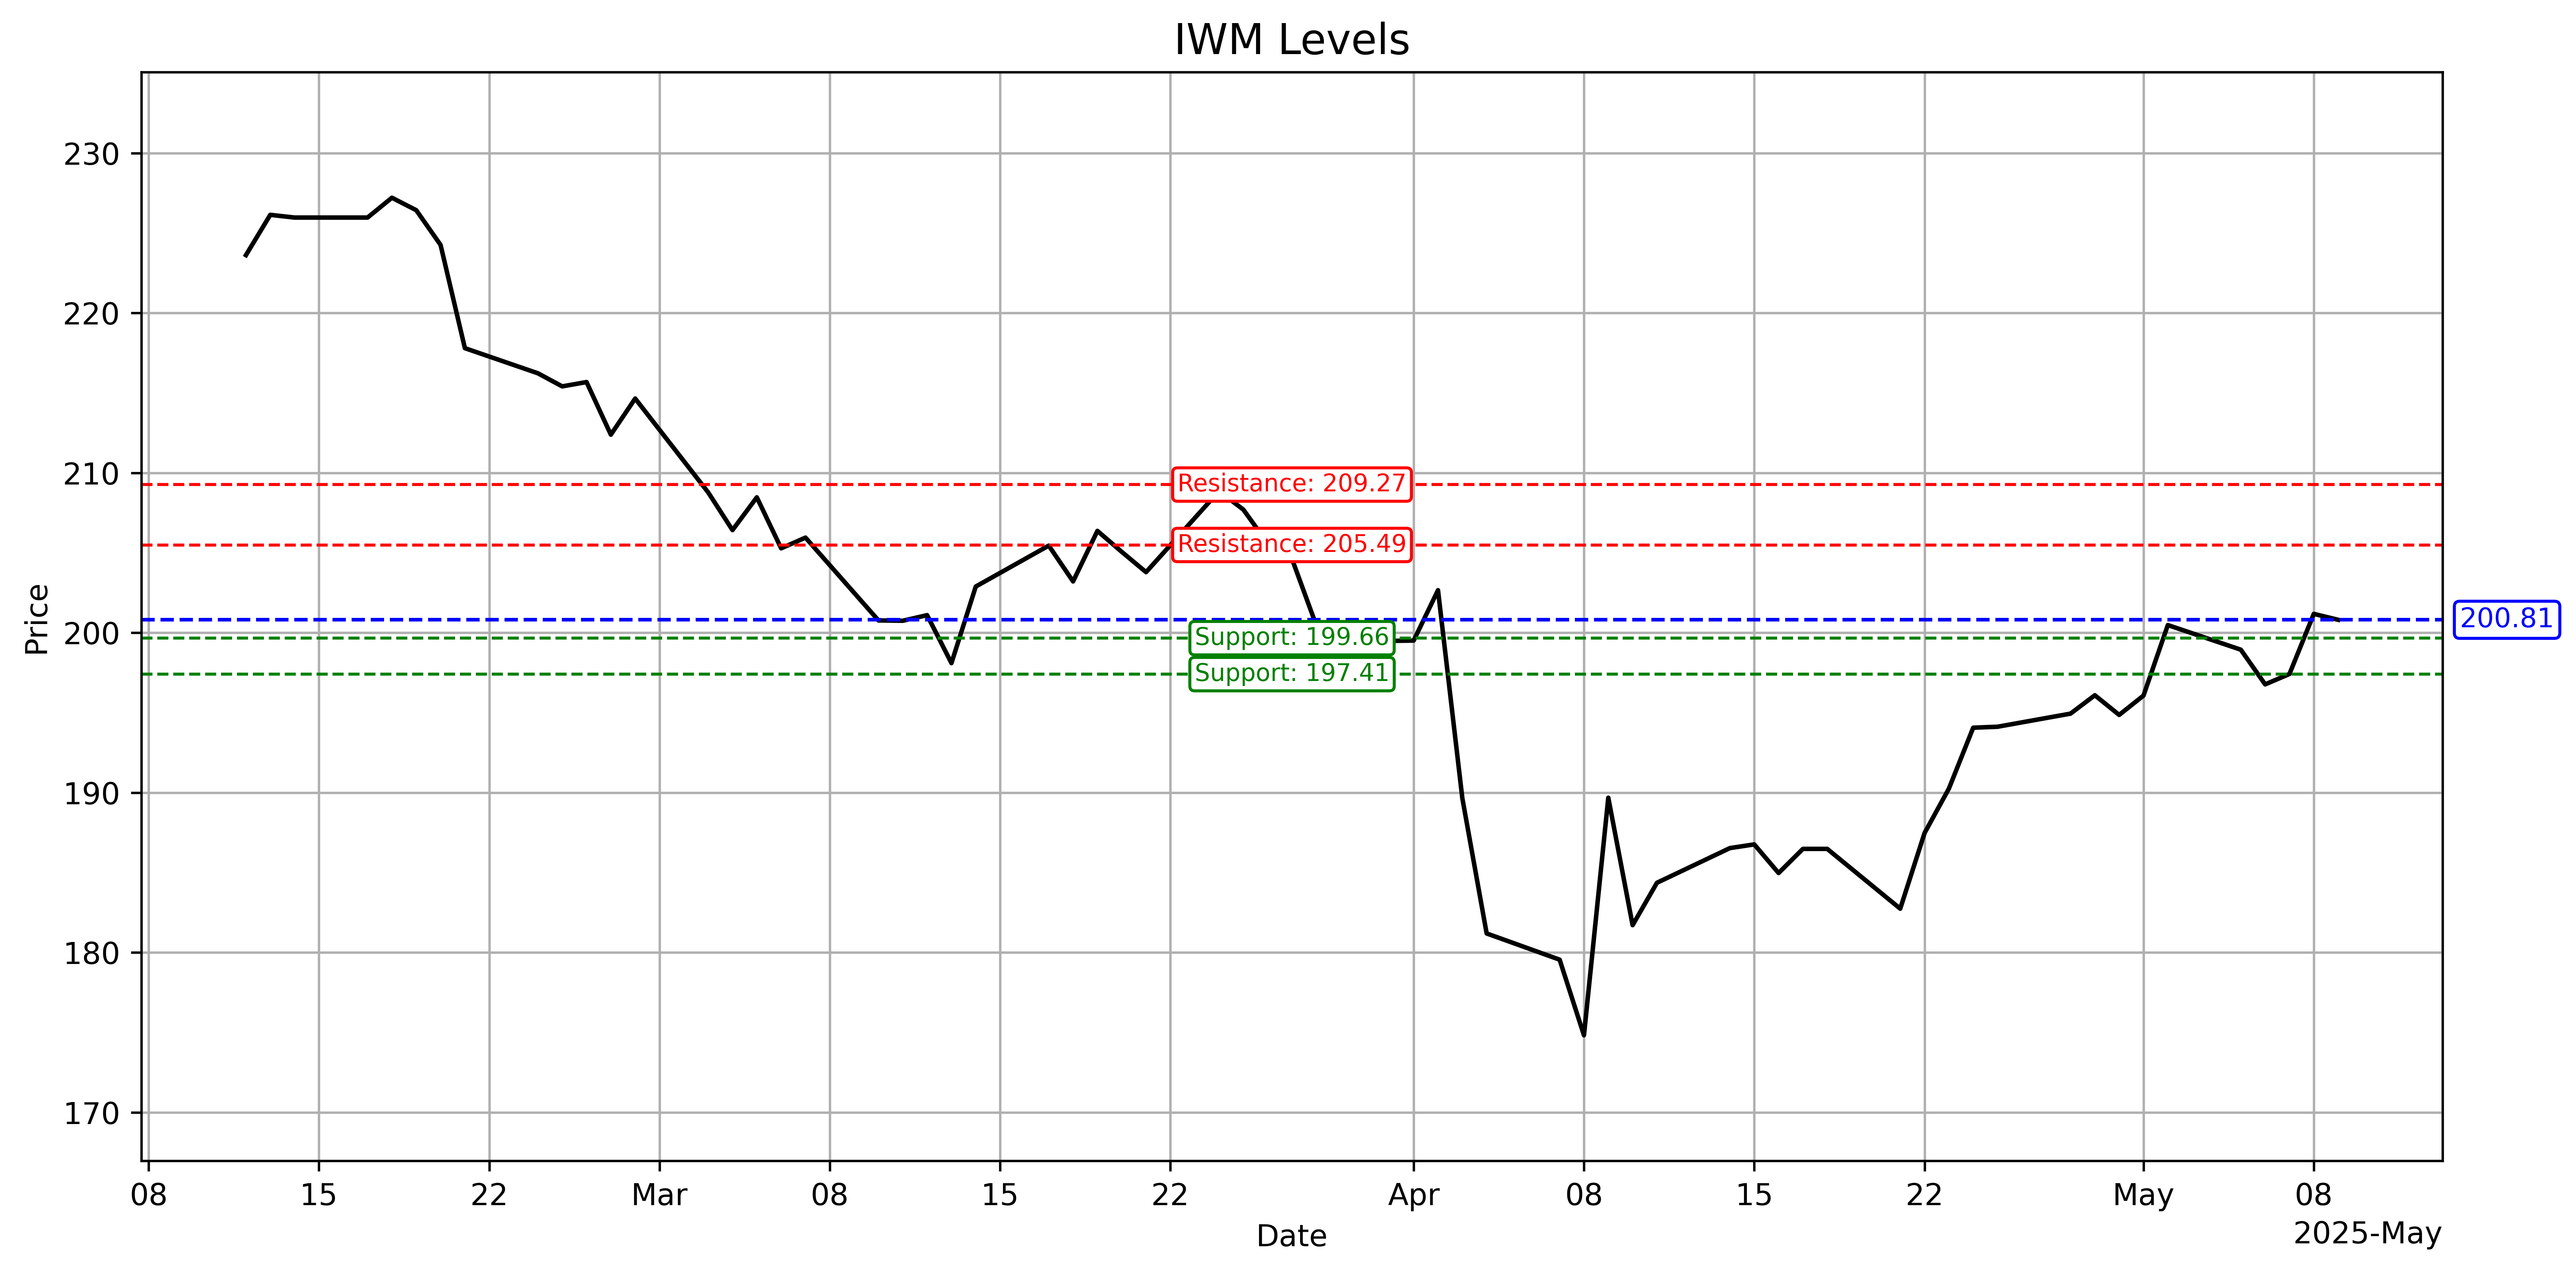 IWM Levels
230
220
210
200
190
180
170
Price
Resistance: 209.27
Resistance: 205.49
200.81
Support: 199.66
Support: 197.41
08 15 22 Mar 08 15 22 Apr 08 15 22 May 08
2025-May
Date